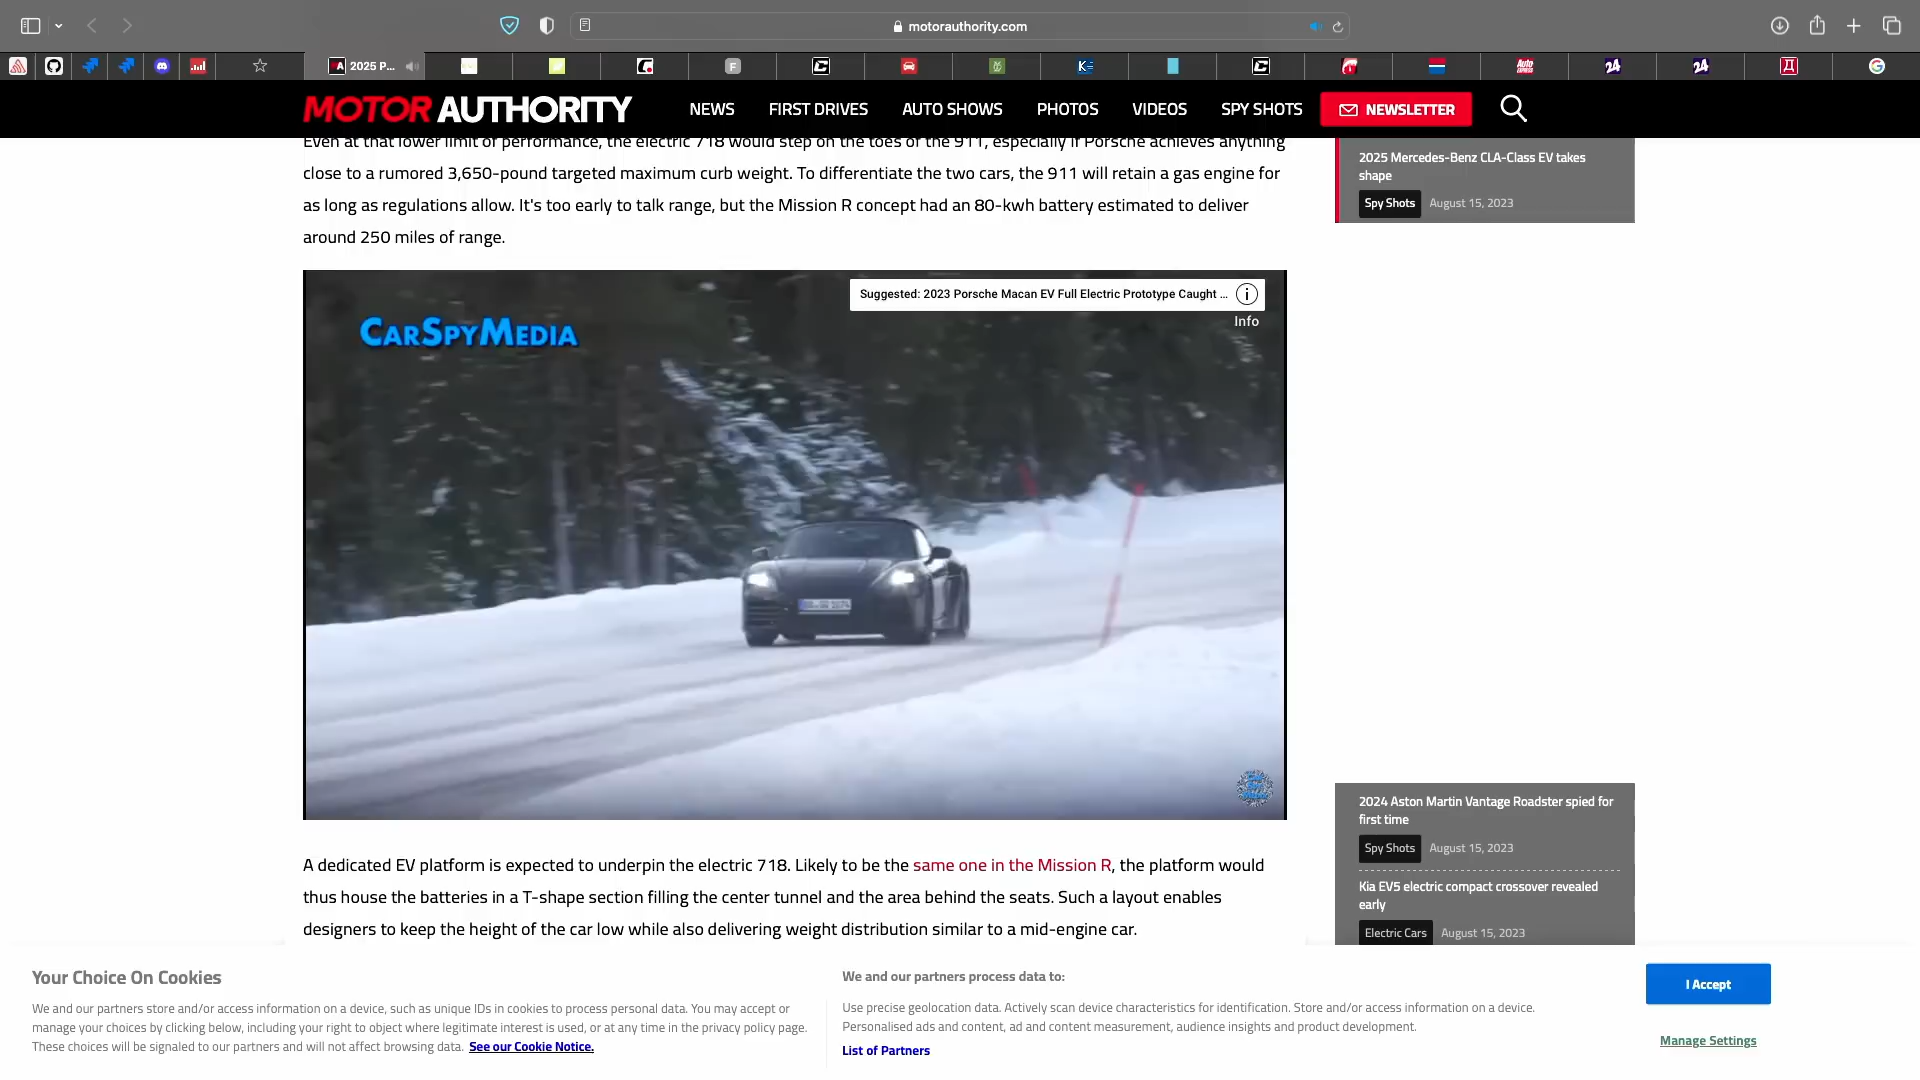 motorauthority.com
2025 P...
MOTOR AUTHORITY
NEWS
FIRST DRIVES
AUTO SHOWS
PHOTOS
VIDEOS
SPY SHOTS
NEWSLETTER
Even at that lower limit of performance, the electric 718 would step on the toes of the 911, especially if Porsche achieves anything
close to a rumored 3,650-pound targeted maximum curb weight. To differentiate the two cars, the 911 will retain a gas engine for
as long as regulations allow. It's too early to talk range, but the Mission R concept had an 80-kwh battery estimated to deliver
around 250 miles of range.
2025 Mercedes-Benz CLA-Class EV takes
shape
Spy Shots August 15, 2023
Suggested: 2023 Porsche Macan EV Full Electric Prototype Caught ...
Info
CARSPYMEDIA
A dedicated EV platform is expected to underpin the electric 718. Likely to be the same one in the Mission R, the platform would
thus house the batteries in a T-shape section filling the center tunnel and the area behind the seats. Such a layout enables
designers to keep the height of the car low while also delivering weight distribution similar to a mid-engine car.
2024 Aston Martin Vantage Roadster spied for
first time
Spy Shots August 15, 2023
Kia EV5 electric compact crossover revealed
early
Electric Cars August 15, 2023
Your Choice On Cookies
We and our partners store and/or access information on a device, such as unique IDs in cookies to process personal data. You may accept or
manage your choices by clicking below, including your right to object where legitimate interest is used, or at any time in the privacy policy page.
These choices will be signaled to our partners and will not affect browsing data. See our Cookie Notice.
We and our partners process data to:
Use precise geolocation data. Actively scan device characteristics for identification. Store and/or access information on a device.
Personalised ads and content, ad and content measurement, audience insights and product development.
List of Partners
I Accept
Manage Settings